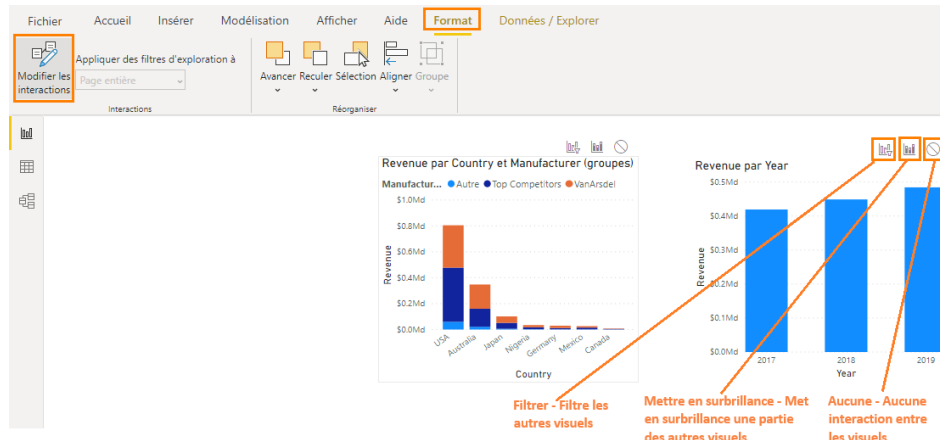 Fichier Accueil Insérer Modélisation Afficher Aide Format Données / Explorer
Modifier les interactions
Appliquer des filtres d'exploration à
Page entière
Interactions
Avancer Reculer Sélection Aligner Groupe
Réorganiser
Revenue par Country et Manufacturer (groupes)
Manufactur... Autre Top Competitors VanArsdel
$1.0Md
$0.8Md
$0.6Md
$0.4Md
$0.2Md
$0.0Md
Revenue
USA Australia Japan Nigeria Germany Mexico Canada
Country
Revenue par Year
$0.5Md
$0.4Md
$0.3Md
$0.2Md
$0.1Md
$0.0Md
Revenue
2017 2018 2019
Year
Filtrer - Filtre les
autres visuels
Mettre en surbrillance - Met
en surbrillance une partie
des autres visuels
Aucune - Aucune
interaction entre
les visuels